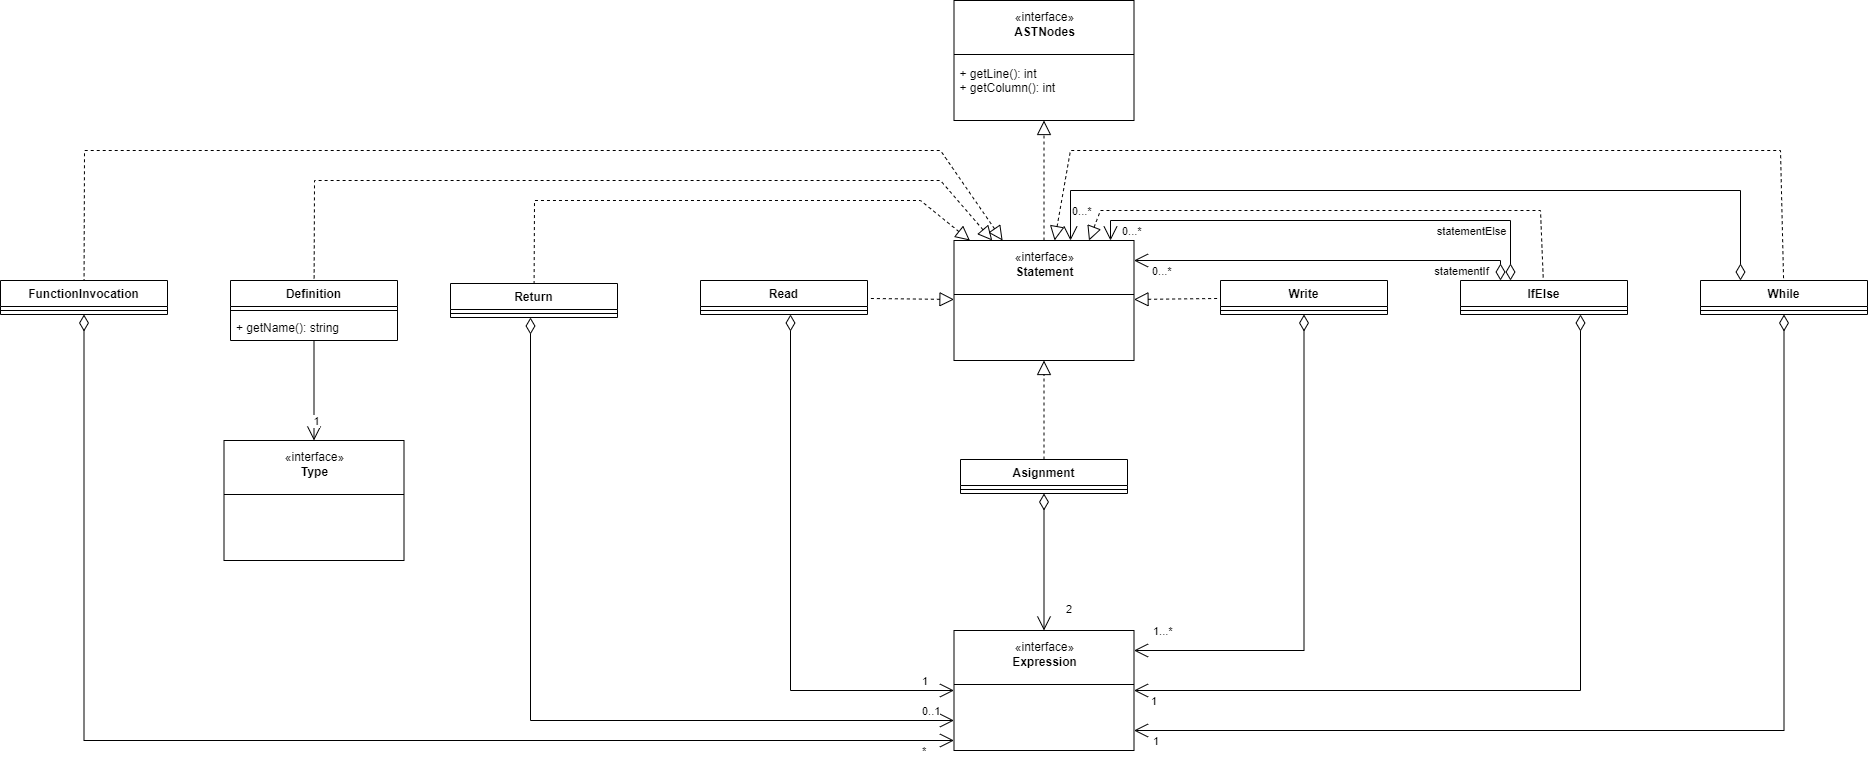 «interface»
ASTNodes
+ getLine(): int
+ getColumn(): int
0...*
0...*
statementElse
«interface»
Statement
0...*
statementIf
FunctionInvocation
Definition
+ getName(): string
Return
Read
Write
IfElse
While
1
«interface»
Type
Asignment
2
1...*
«interface»
Expression
1
1
0..1
*
1